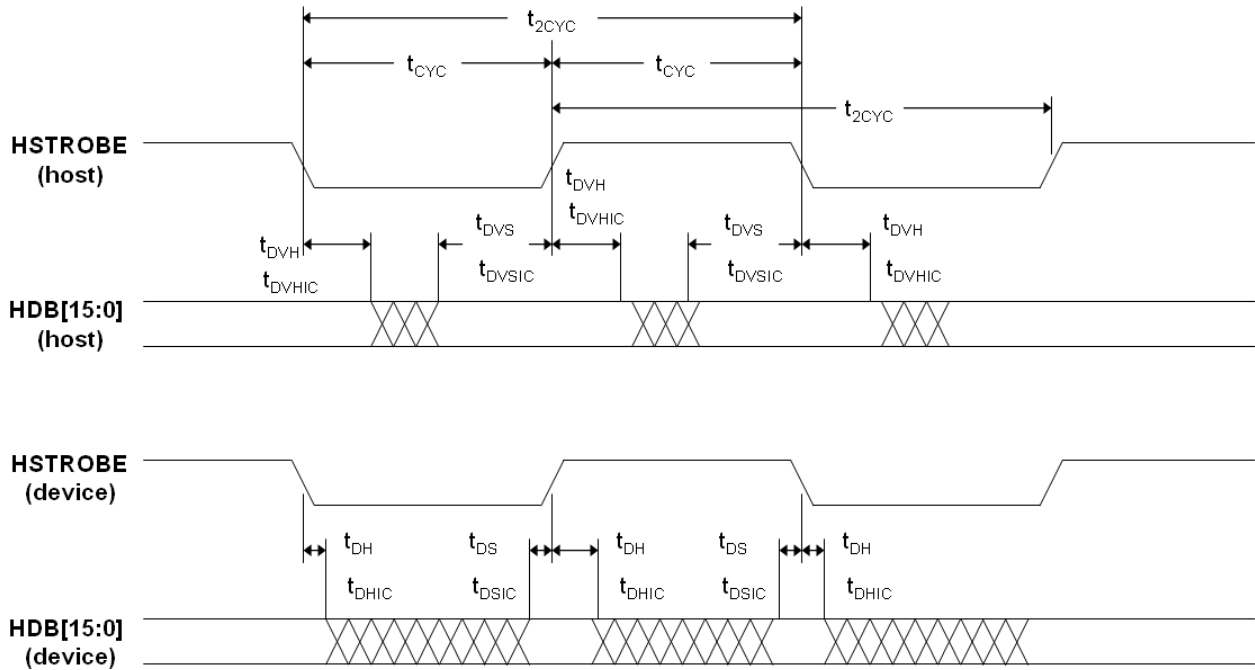 t2CYC
tCYC tCYC
t2CYC
HSTROBE
(host)
tDVH
tDVHIC
tDVH tDVS tDVS tDVH
tDVHIC tDVSIC tDVSIC tDVHIC
HDB[15:0]
(host)
HSTROBE
(device)
tDH tDS tDH tDS tDH
tDHIC tDSIC tDHIC tDSIC tDHIC
HDB[15:0]
(device)